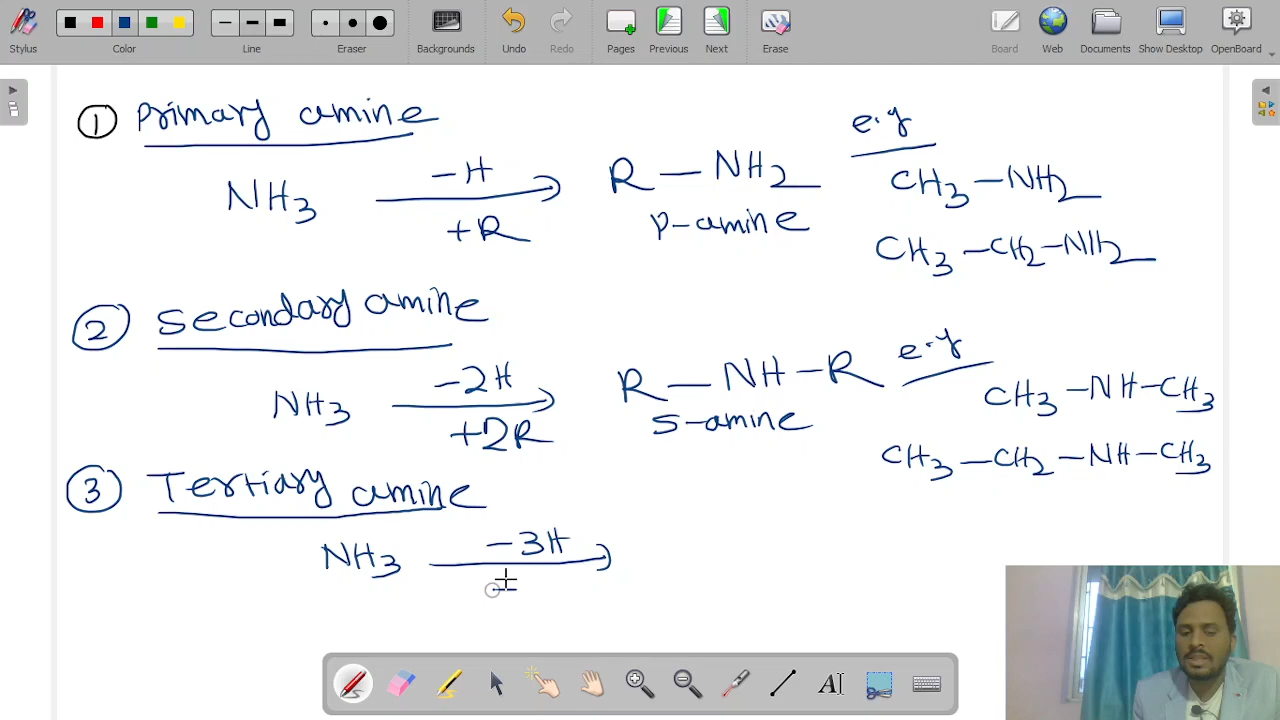 Stylus Color Line Eraser Backgrounds Undo Redo Pages Previous Next Erase Board Web Documents Show Desktop OpenBoard
① Primary amine
e.g
NH3 -H +R R-NH2 CH3-NH2
p-amine
CH3-CH2-NH2
② Secondary amine
e.g
NH3 -2H +2R R-NH-R CH3-NH-CH3
s-amine
CH3-CH2-NH-CH3
③ Tertiary amine
NH3 -3H